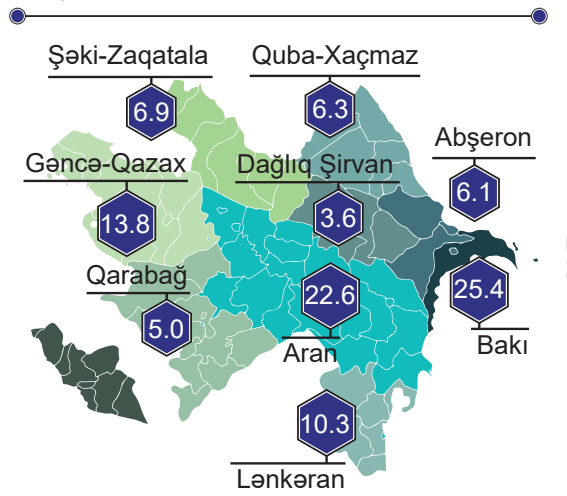 Şəki-Zaqatala
6.9
Quba-Xaçmaz
6.3
Abşeron
6.1
Gəncə-Qazax
13.8
Dağlıq Şirvan
3.6
Qarabağ
5.0
22.6
Aran
25.4
Bakı
10.3
Lənkəran